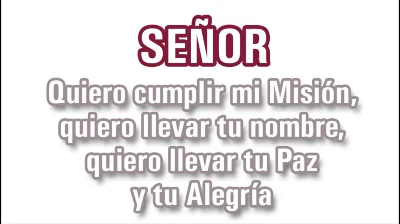 SEÑOR
Quiero cumplir mi Misión,
quiero llevar tu nombre,
quiero llevar tu Paz
y tu Alegría